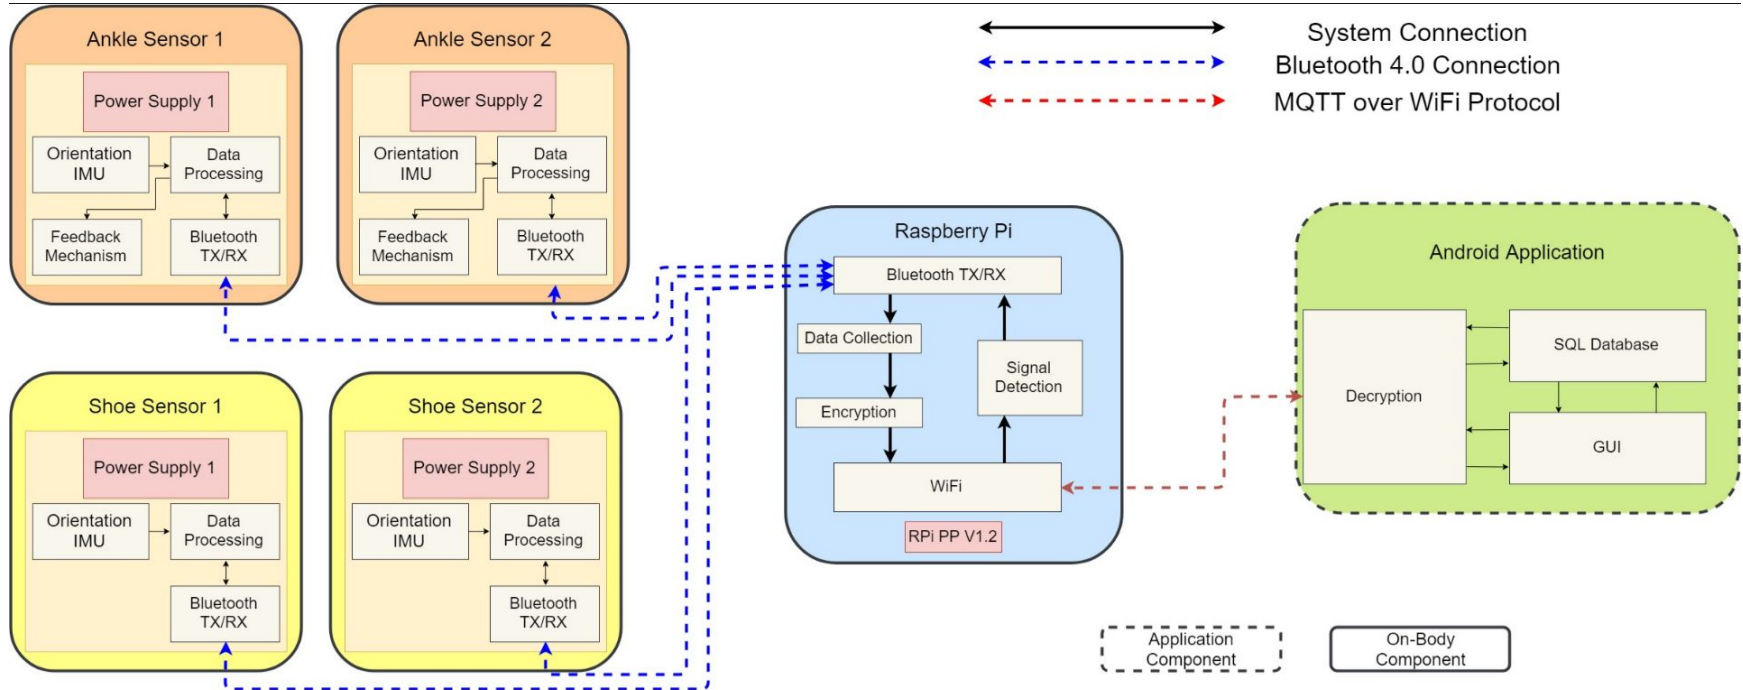 Ankle Sensor 1
Power Supply 1
Orientation
IMU
Data
Processing
Feedback
Mechanism
Bluetooth
TX/RX
Ankle Sensor 2
Power Supply 2
Orientation
IMU
Data
Processing
Feedback
Mechanism
Bluetooth
TX/RX
System Connection
Bluetooth 4.0 Connection
MQTT over WiFi Protocol
Shoe Sensor 1
Power Supply 1
Orientation
IMU
Data
Processing
Bluetooth
TX/RX
Shoe Sensor 2
Power Supply 2
Orientation
IMU
Data
Processing
Bluetooth
TX/RX
Raspberry Pi
Bluetooth TX/RX
Data Collection
Signal
Detection
Encryption
WiFi
RPi PP V1.2
Android Application
Decryption
SQL Database
GUI
Application
Component
On-Body
Component